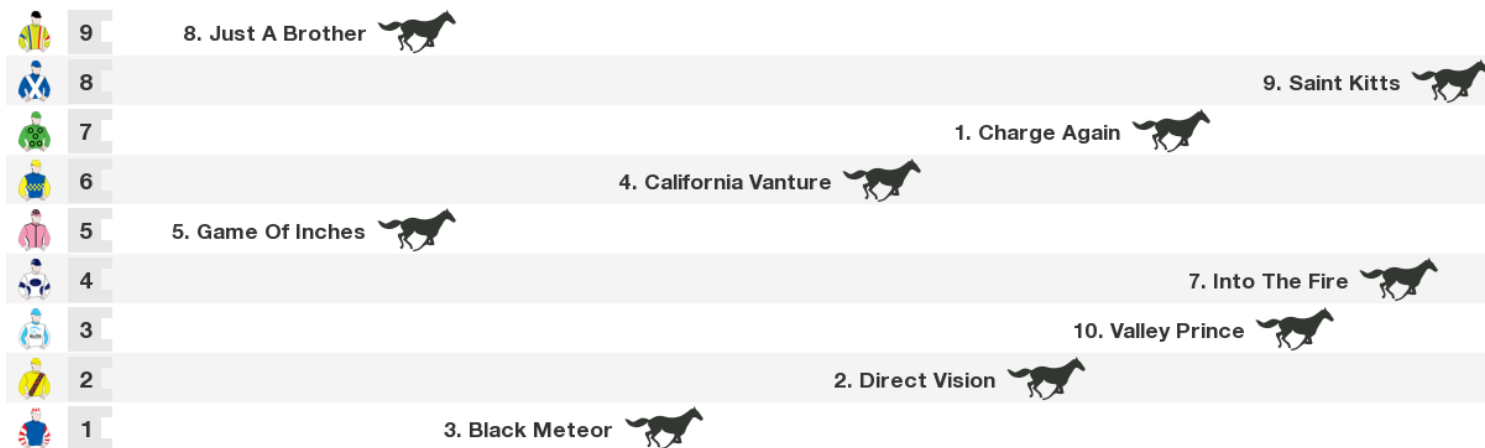 9 8. Just A Brother
8 9. Saint Kitts
7 1. Charge Again
6 4. California Vanture
5 5. Game Of Inches
4 7. Into The Fire
3 10. Valley Prince
2 2. Direct Vision
1 3. Black Meteor